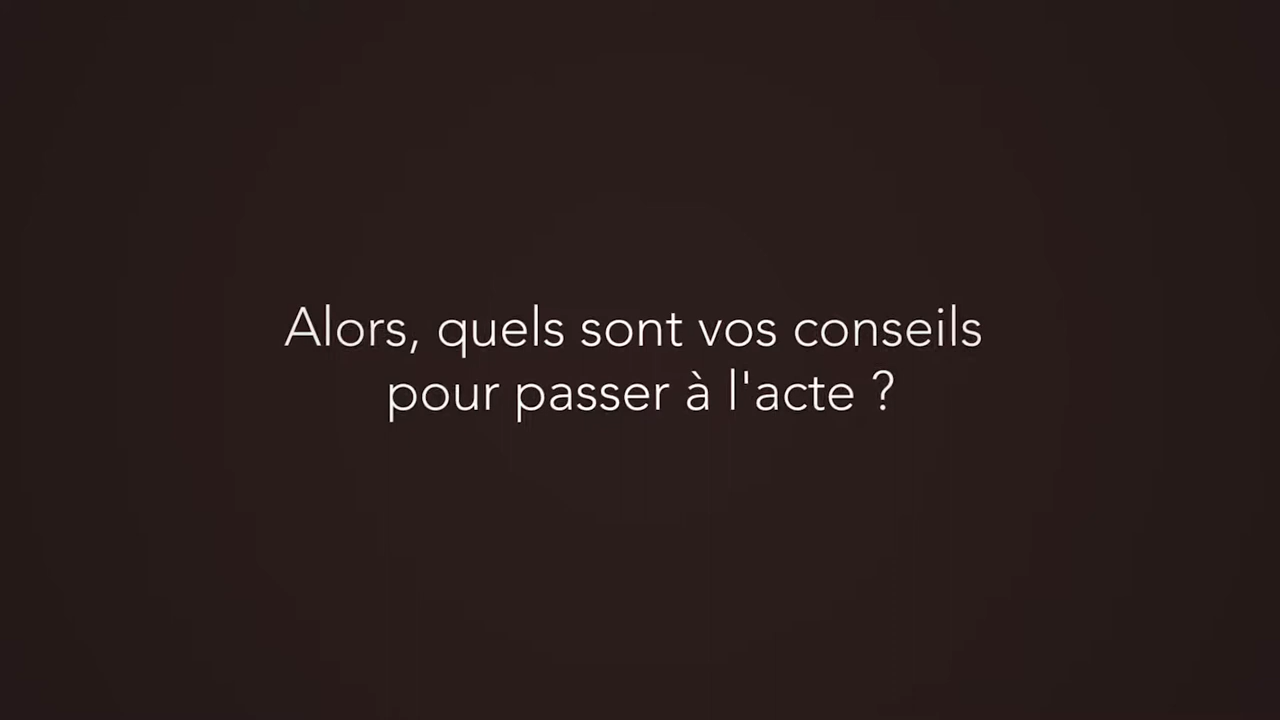 Alors, quels sont vos conseils
pour passer à l'acte ?